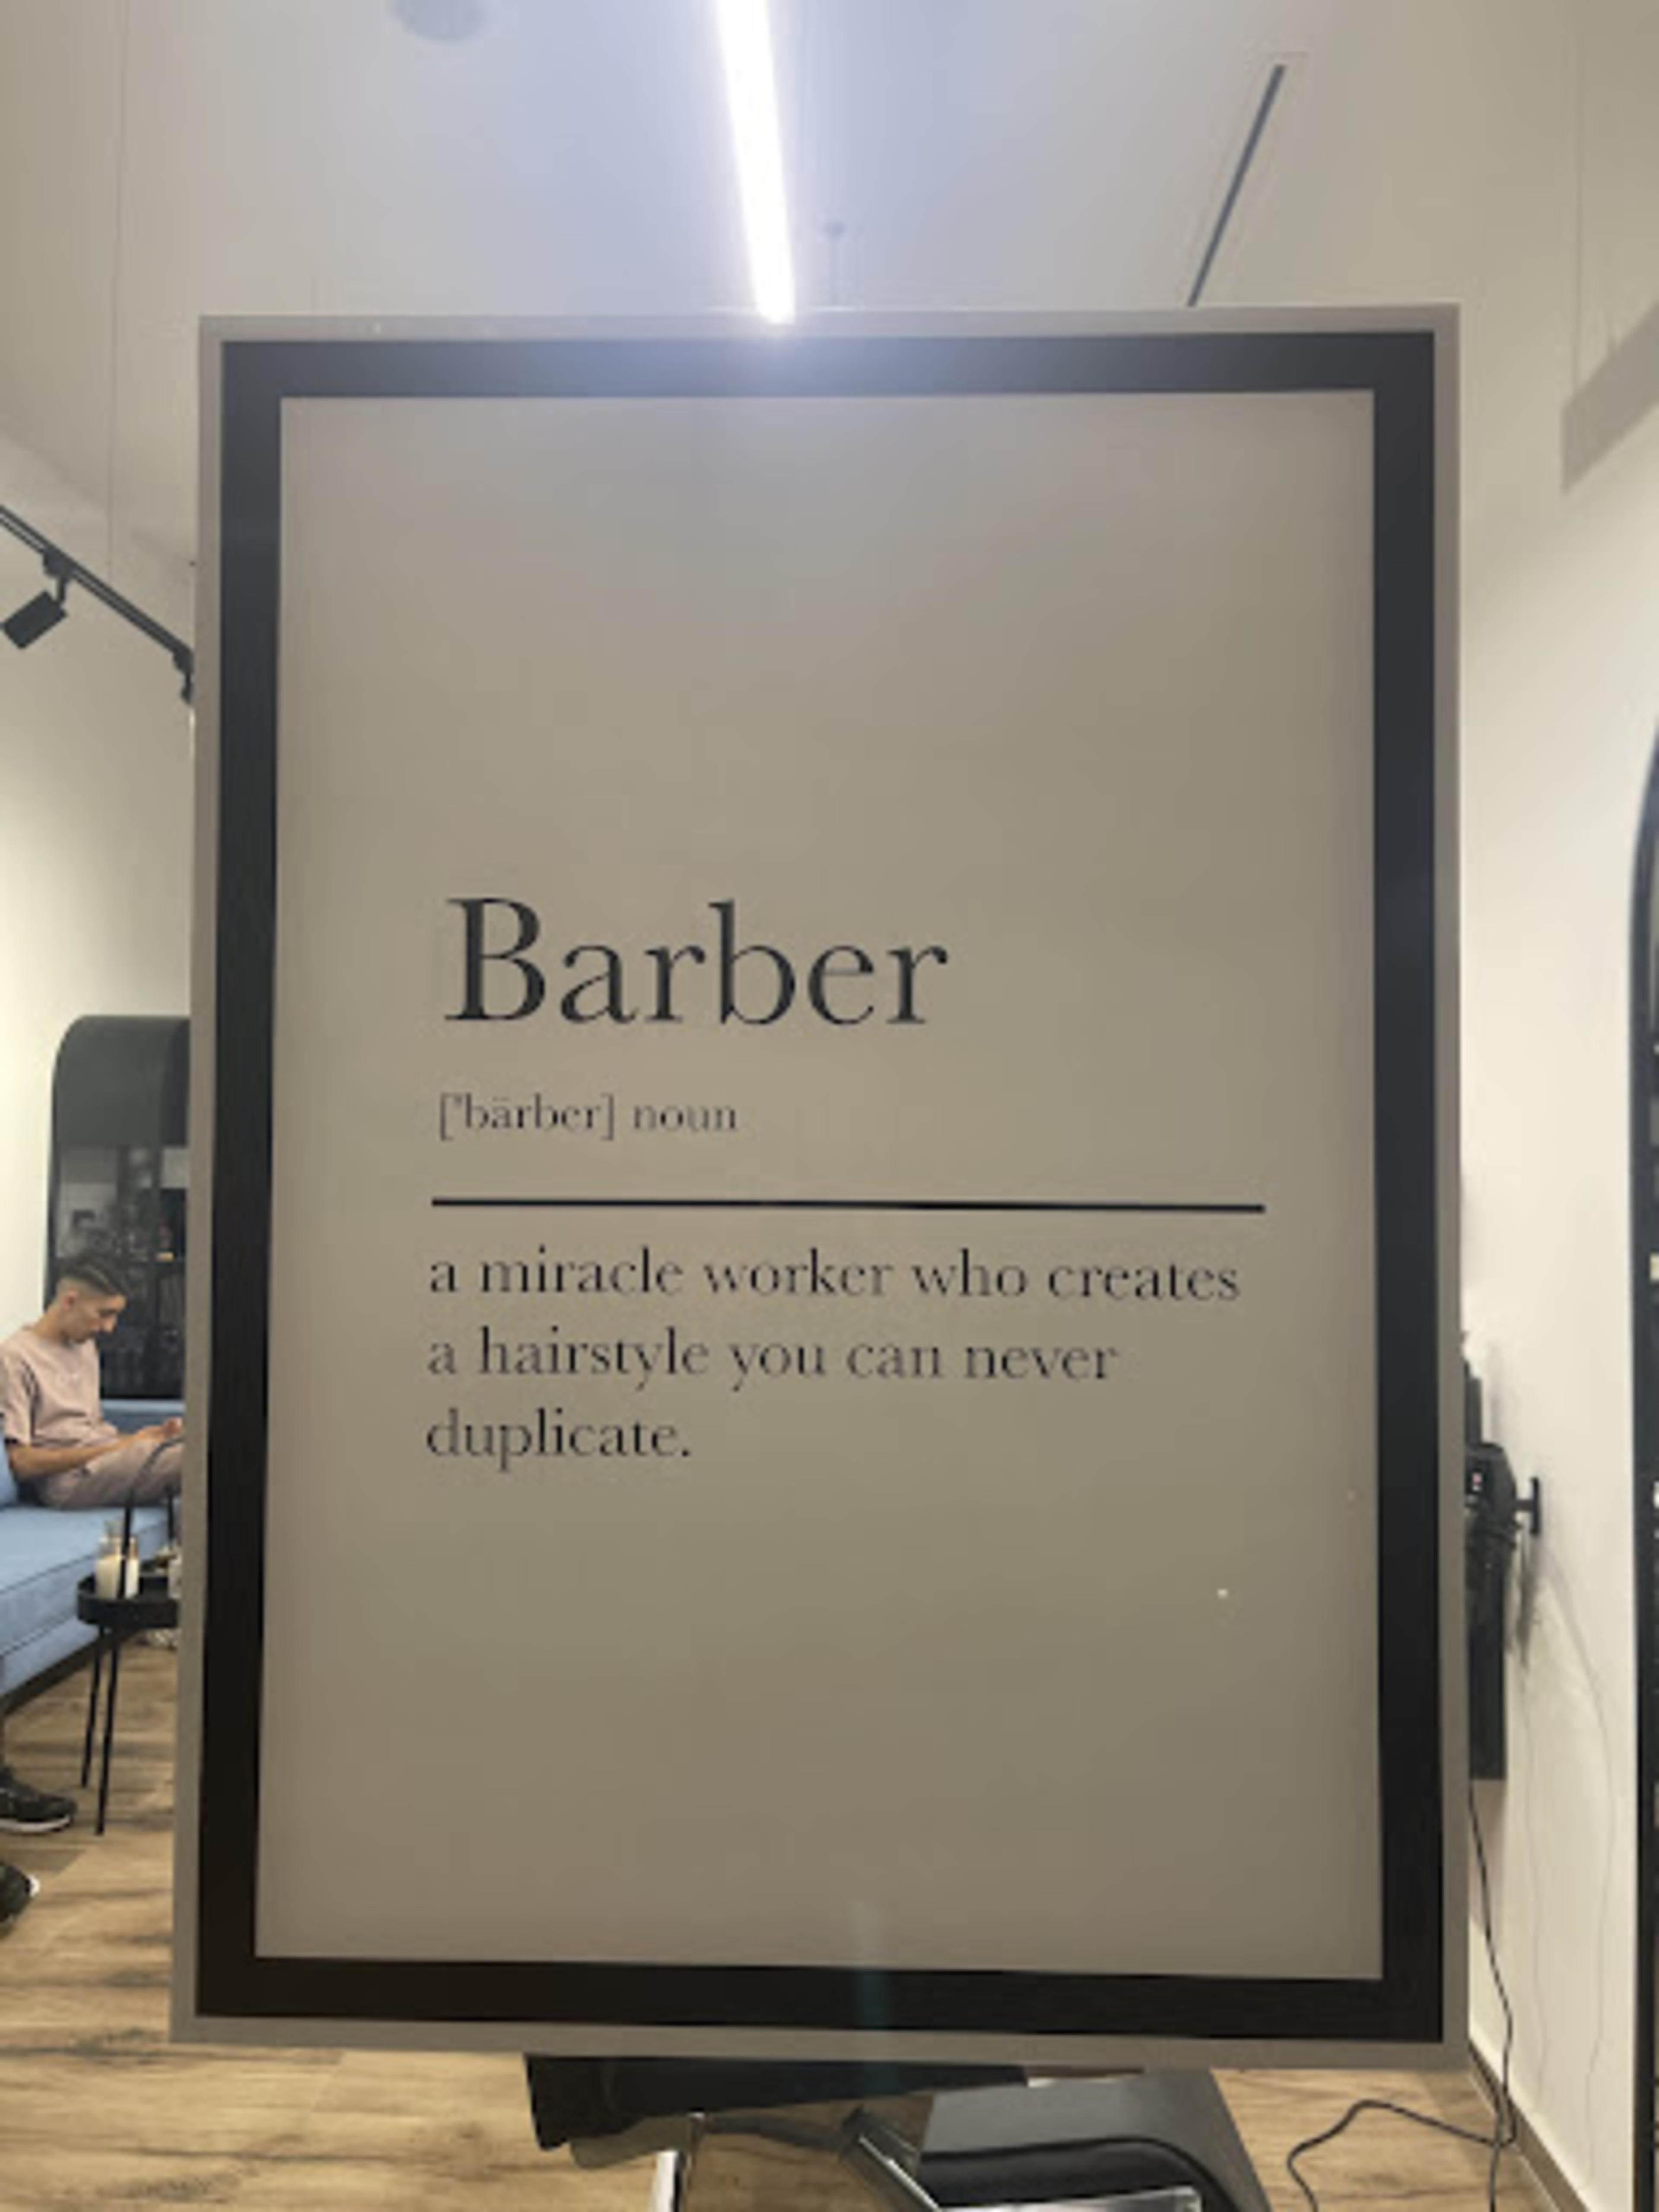 Barber
['bärber] noun
a miracle worker who creates
a hairstyle you can never
duplicate.